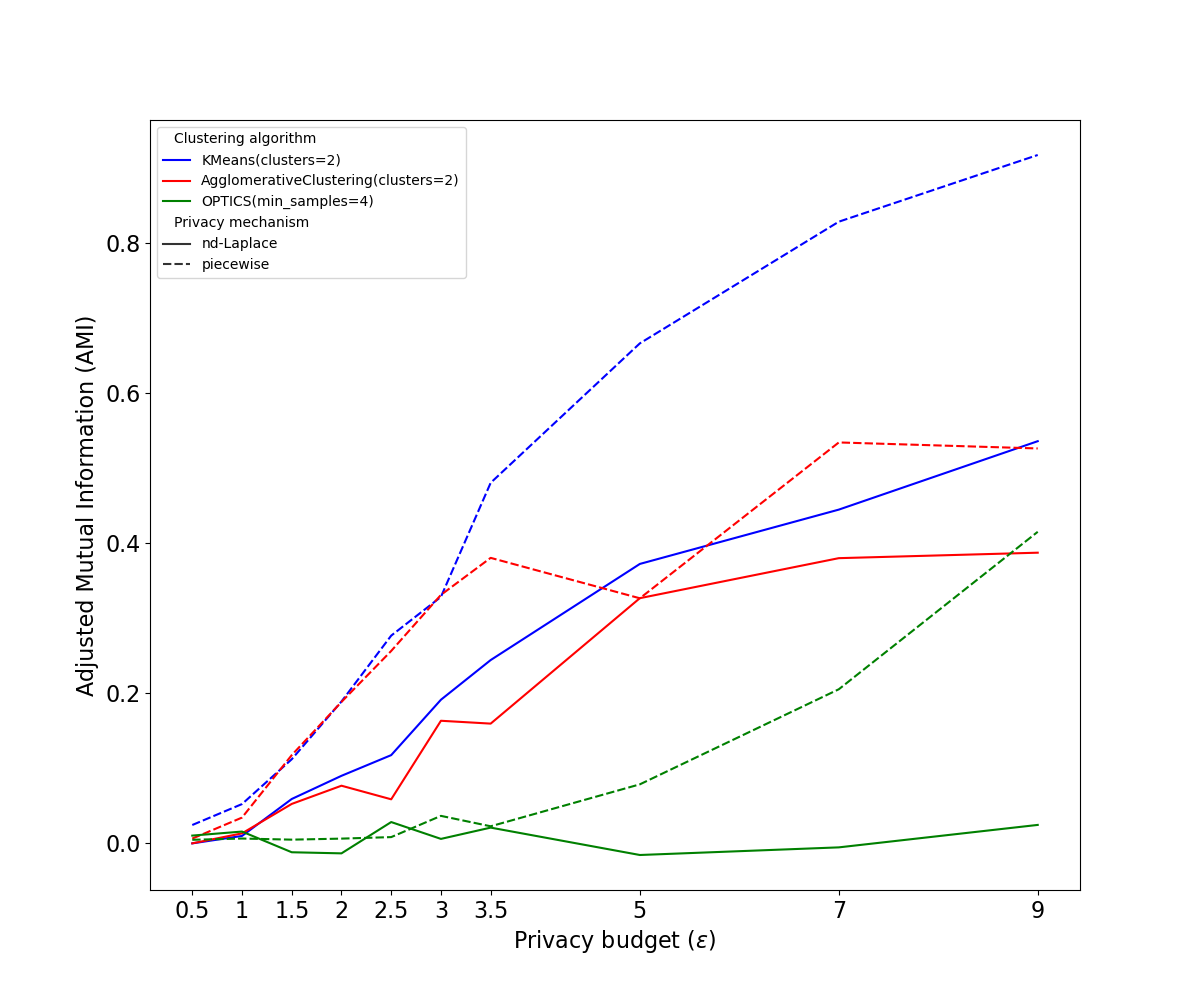 Clustering algorithm
KMeans(clusters=2)
AgglomerativeClustering(clusters=2)
OPTICS(min_samples=4)
Privacy mechanism
nd-Laplace
piecewise
Adjusted Mutual Information (AMI)
0.8
0.6
0.4
0.2
0.0
0.5 1 1.5 2 2.5 3 3.5 5 7 9
Privacy budget (ε)